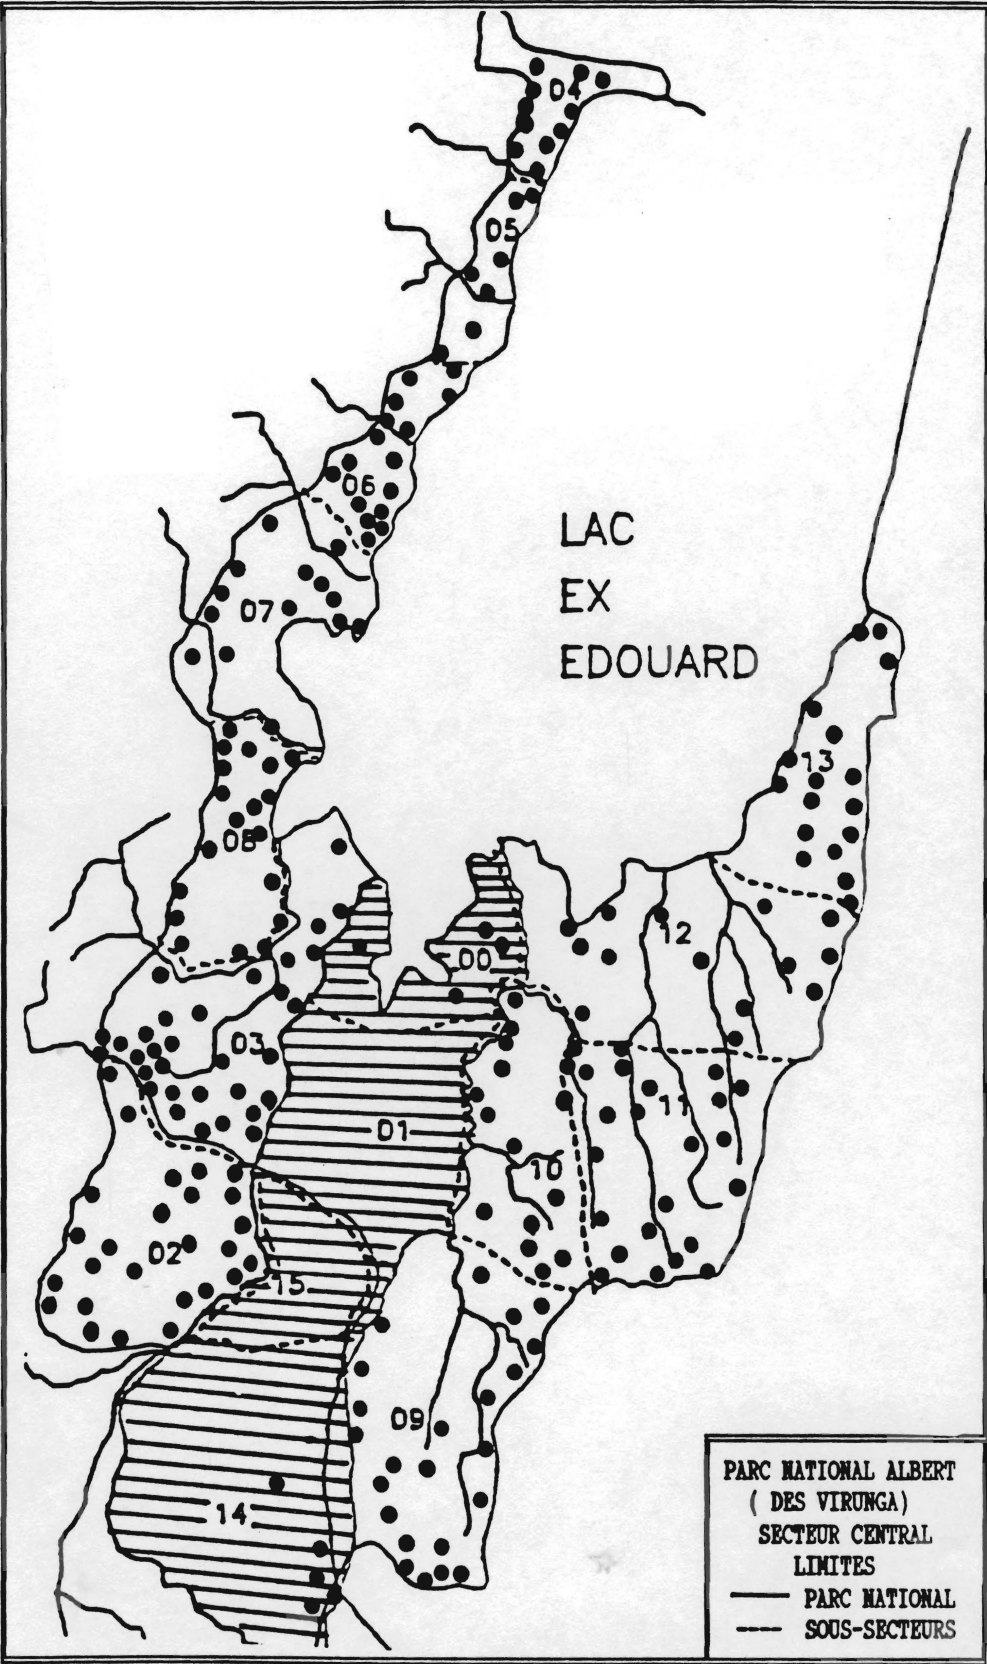 04
05
06
LAC
EX
EDOUARD
07
13
08
12
00
03
11
01
10
02
15
09
14
PARC NATIONAL ALBERT
( DES VIRUNGA)
SECTEUR CENTRAL
LIMITES
PARC NATIONAL
SOUS-SECTEURS